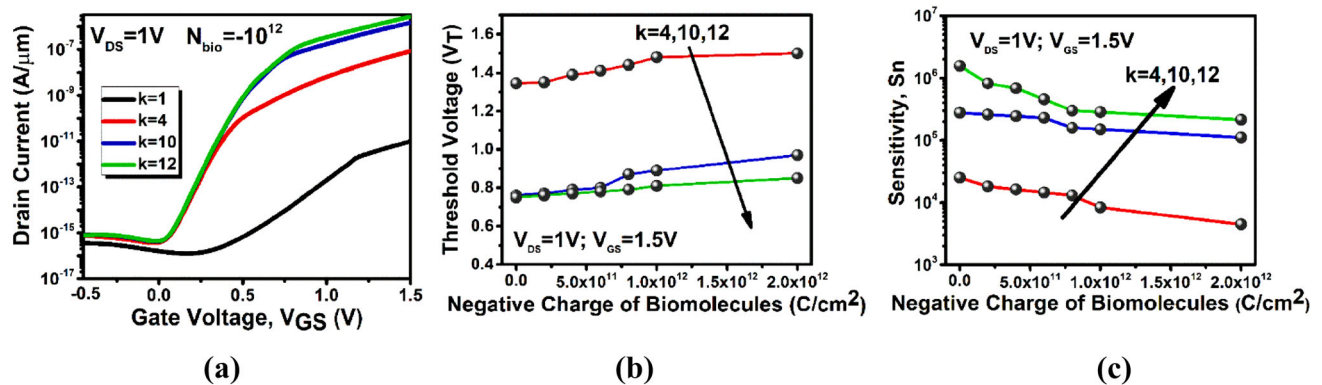 V_DS=1V N_bio=-10^12
10^-7
10^-9
10^-11
10^-13
10^-15
10^-17
Drain Current (A/μm)
k=1
k=4
k=10
k=12
-0.5 0.0 0.5 1.0 1.5
Gate Voltage, V_GS (V)
(a)
1.6
1.4
1.2
1.0
0.8
0.6
0.4
Threshold Voltage (V_T)
k=4,10,12
V_DS=1V; V_GS=1.5V
0.0 5.0x10^11 1.0x10^12 1.5x10^12 2.0x10^12
Negative Charge of Biomolecules (C/cm^2)
(b)
10^7
10^6
10^5
10^4
10^3
Sensitivity, Sn
V_DS=1V; V_GS=1.5V
k=4,10,12
0.0 5.0x10^11 1.0x10^12 1.5x10^12 2.0x10^12
Negative Charge of Biomolecules (C/cm^2)
(c)